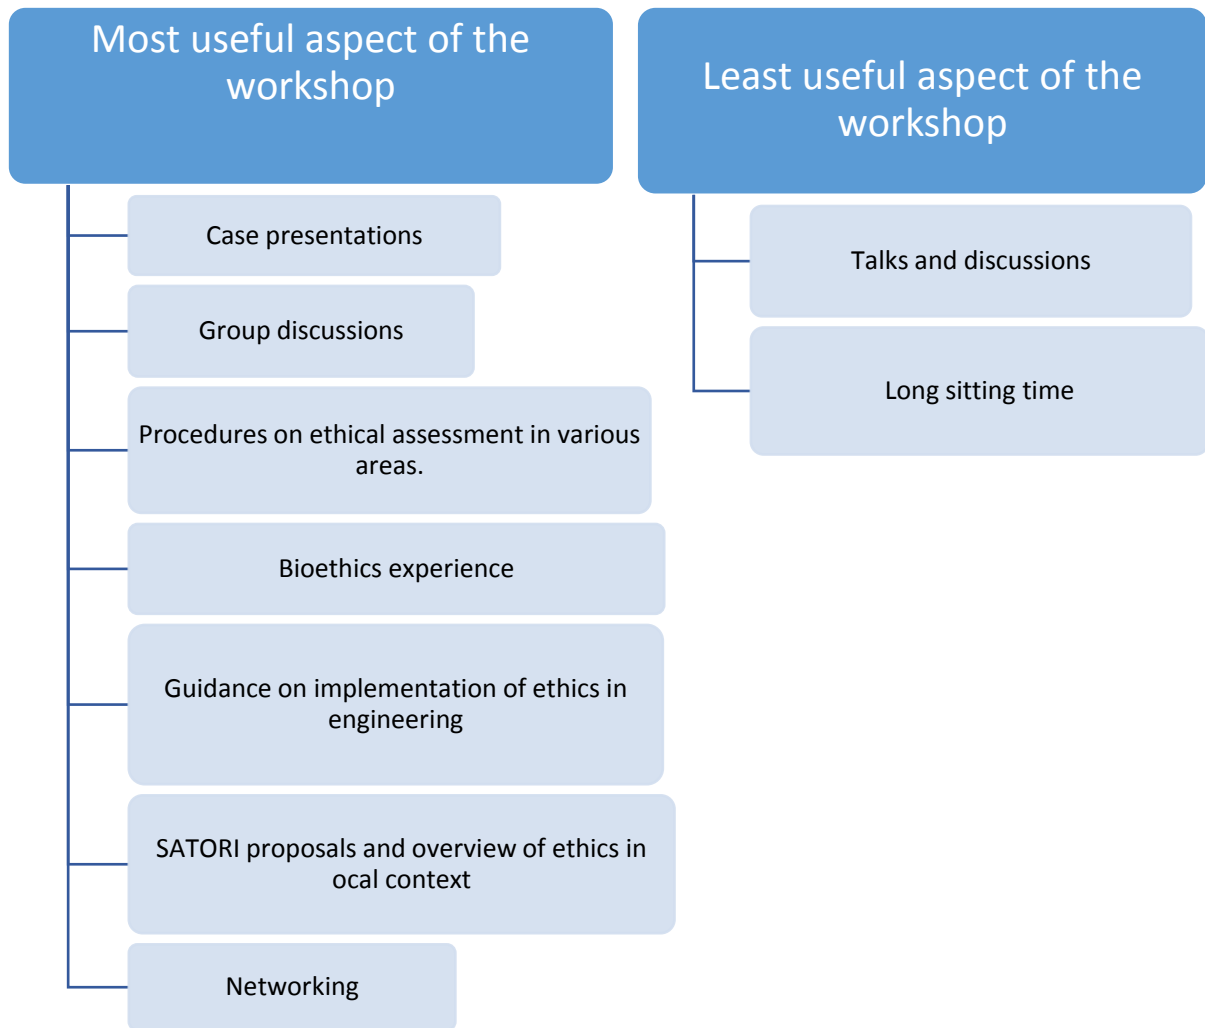 Most useful aspect of the
workshop
Case presentations
Group discussions
Procedures on ethical assessment in various
areas.
Bioethics experience
Guidance on implementation of ethics in
engineering
SATORI proposals and overview of ethics in
ocal context
Networking
Least useful aspect of the
workshop
Talks and discussions
Long sitting time